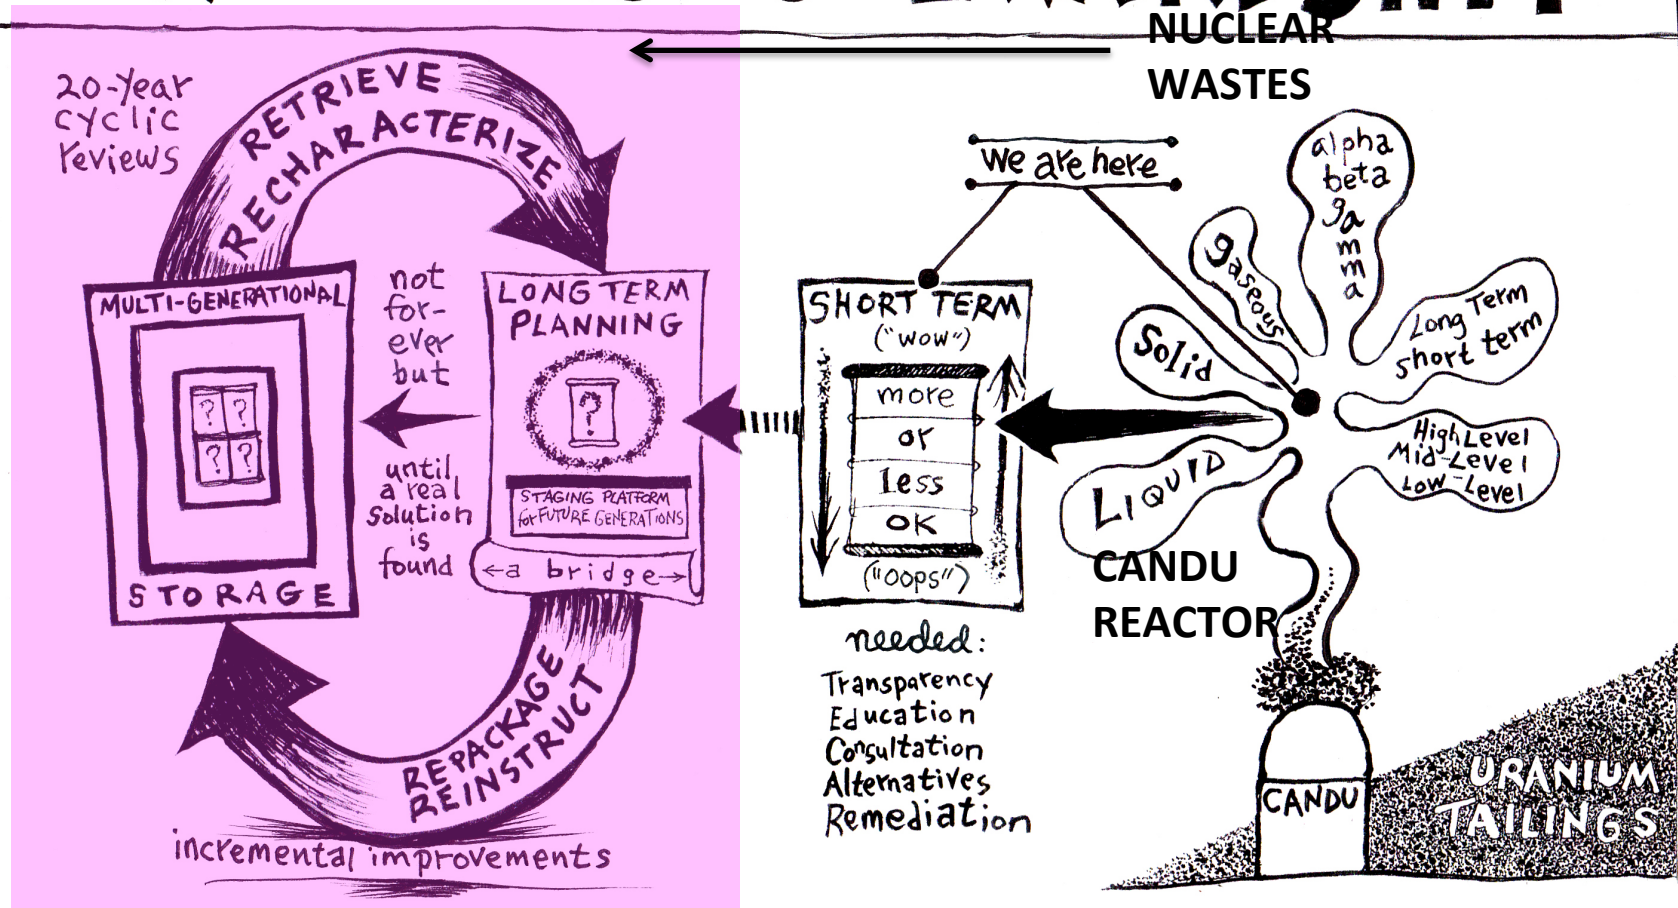 NUCLEAR
WASTES
20-Year
cyclic
reviews
RETRIEVE
RECHARACTERIZE
MULTI-GENERATIONAL
? ?
? ?
STORAGE
not
for-
ever
but
until
a real
solution
is
found
LONG TERM
PLANNING
?
STAGING PLATFORM
for FUTURE GENERATIONS
a bridge
REPACKAGE
REINSTRUCT
incremental improvements
we are here
SHORT TERM
("WOW")
more
or
Less
OK
("OOPS")
needed:
Transparency
Education
Consultation
Alternatives
Remediation
alpha
beta
gamma
gaseous
Solid
LIQUID
Long Term
short term
High Level
Mid-Level
Low-Level
CANDU
REACTOR
CANDU
URANIUM
TAILINGS